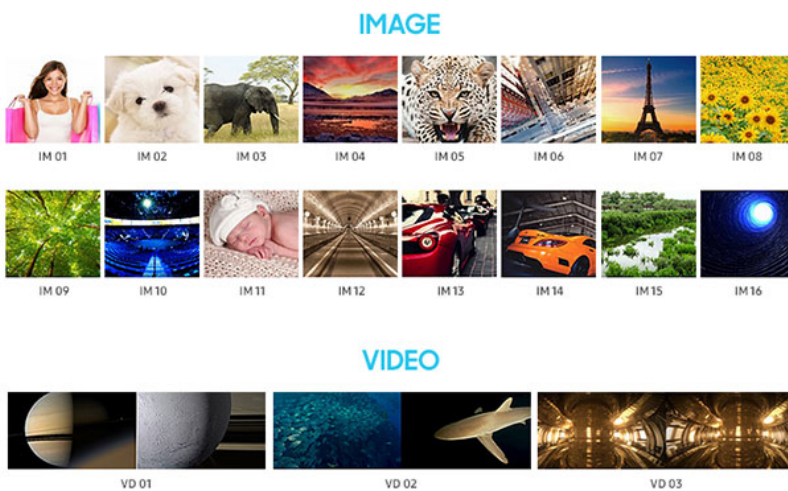 IMAGE
IM 01 IM 02 IM 03 IM 04 IM 05 IM 06 IM 07 IM 08
IM 09 IM 10 IM 11 IM 12 IM 13 IM 14 IM 15 IM 16
VIDEO
VD 01 VD 02 VD 03